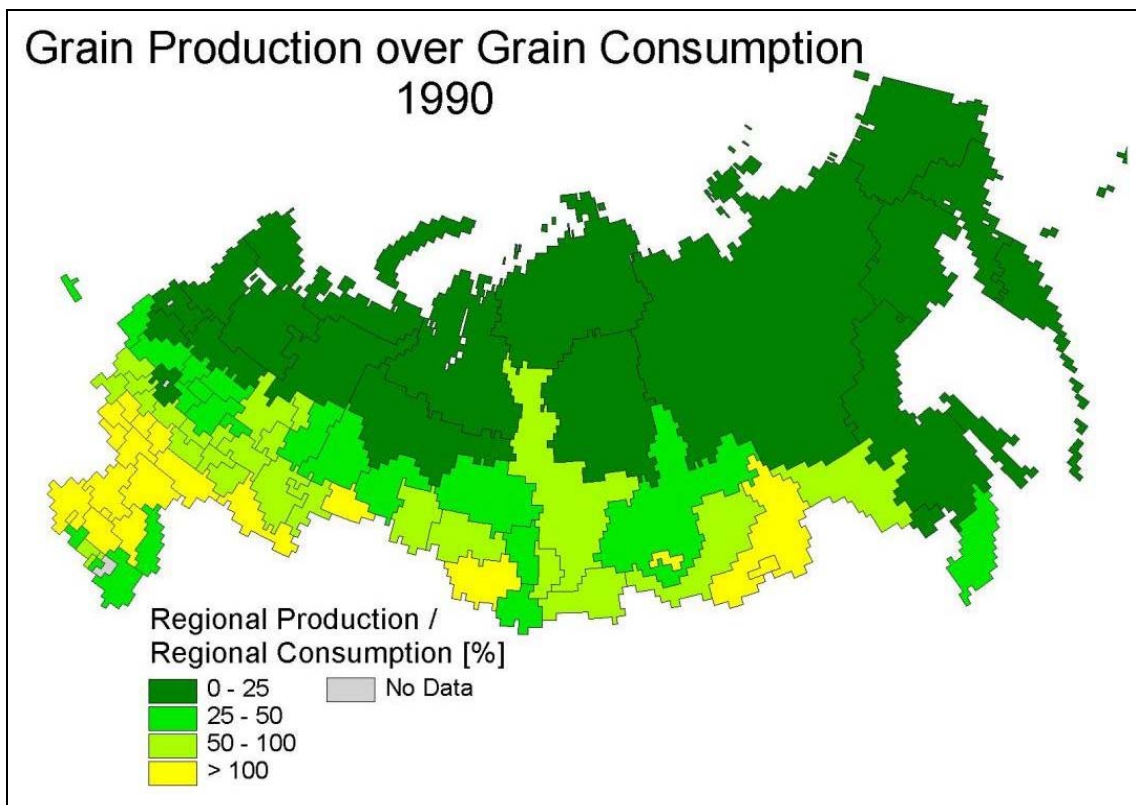 Grain Production over Grain Consumption
1990
Regional Production /
Regional Consumption [%]
0 - 25
No Data
25 - 50
50 - 100
> 100